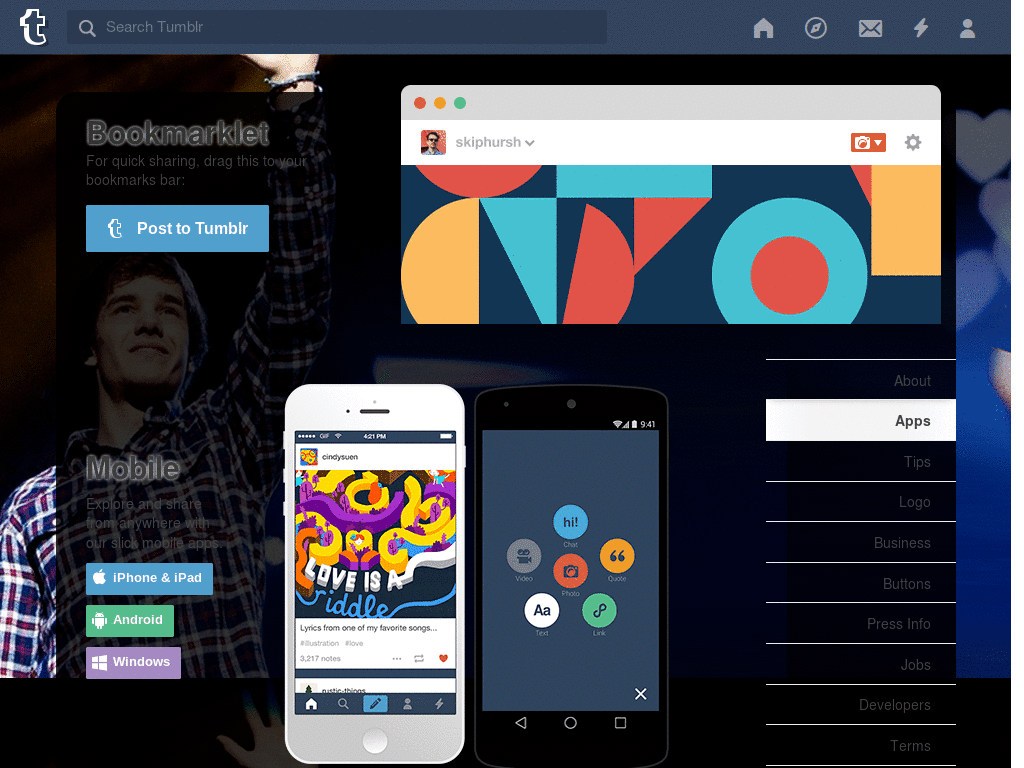 Search Tumblr
Bookmarklet
For quick sharing, drag this to your
bookmarks bar:
Post to Tumblr
skiphursh
Mobile
Explore and share
from anywhere with
our slick mobile apps.
iPhone & iPad
Android
Windows
GIF
4:21 PM
cindysuen
LOVE IS A
riddle
Lyrics from one of my favorite songs...
#illustration #love
3,217 notes
rustic-things
9:41
hi!
Chat
Video
Quote
Photo
Aa
Text
Link
About
Apps
Tips
Logo
Business
Buttons
Press Info
Jobs
Developers
Terms